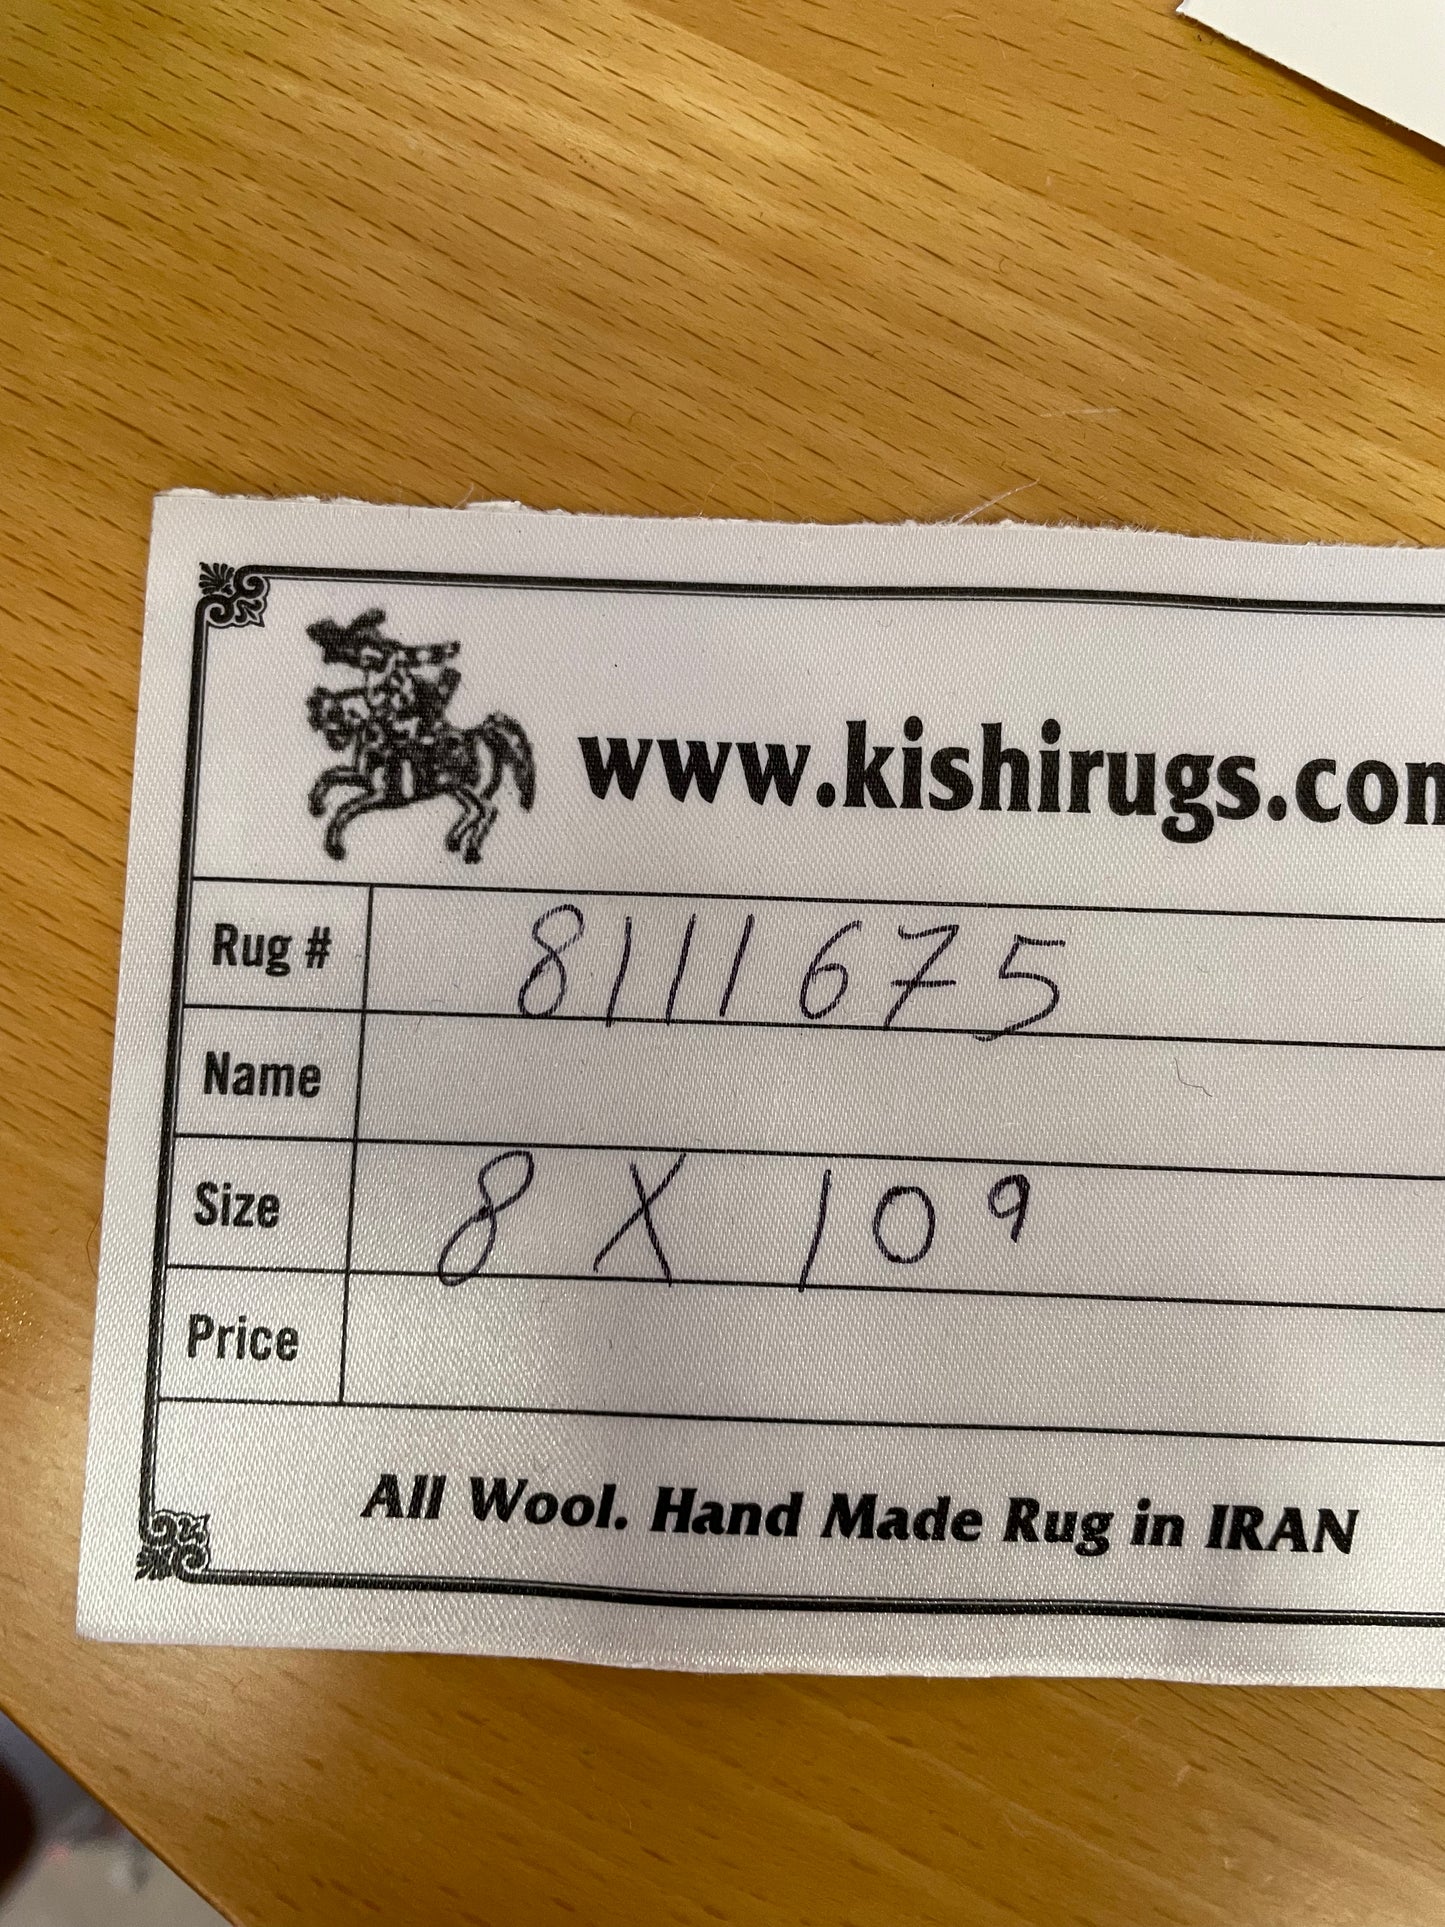 www.kishirugs.com
Rug # 8111675
Name
Size 8 X 10⁹
Price
All Wool. Hand Made Rug in IRAN